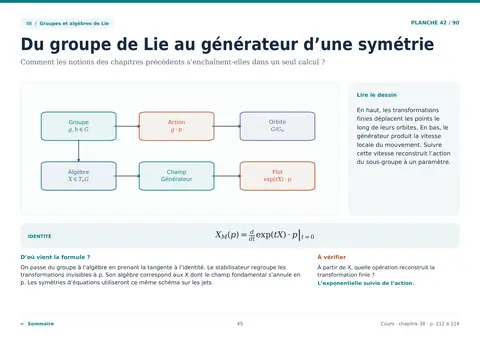 III / Groupes et algèbres de Lie
PLANCHE 42 / 90
Du groupe de Lie au générateur d’une symétrie
Comment les notions des chapitres précédents s’enchaînent-elles dans un seul calcul ?
Groupe
g, h ∈ G
Action
g · p
Orbite
G/Gₚ
Algèbre
X ∈ TₑG
Champ
Générateur
Flot
exp(tX) · p
Lire le dessin
En haut, les transformations
finies déplacent les points le
long de leurs orbites. En bas, le
générateur produit la vitesse
locale du mouvement. Suivre
cette vitesse reconstruit l’action
du sous-groupe à un paramètre.
IDENTITÉ
X_M(p) = d/dt exp(tX) · p|ₜ₌₀
D’où vient la formule ?
On passe du groupe à l’algèbre en prenant la tangente à l’identité. Le stabilisateur regroupe les
transformations invisibles à p. Son algèbre correspond aux X dont le champ fondamental s’annule en
p. Les symétries d’équations utiliseront ce même schéma sur les jets.
À vérifier
À partir de X, quelle opération reconstruit la
transformation finie ?
L’exponentielle suivie de l’action.
← Sommaire
45
Cours · chapitre 38 · p. 112 à 114